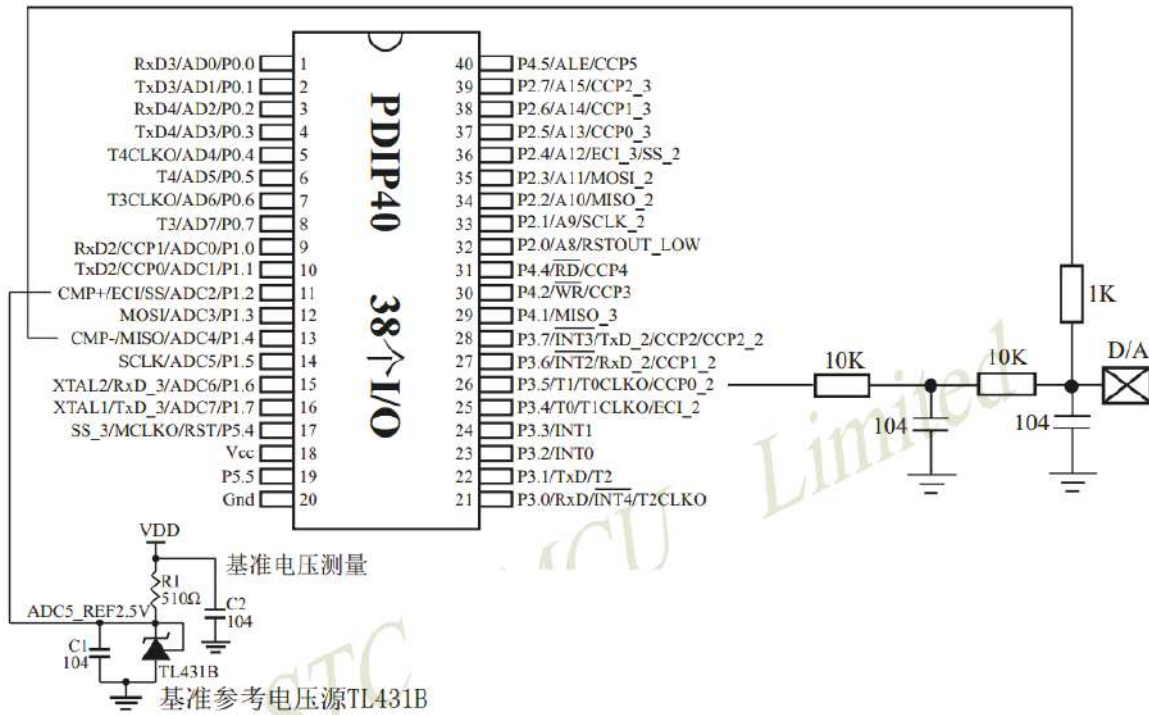 RxD3/AD0/P0.0
TxD3/AD1/P0.1
RxD4/AD2/P0.2
TxD4/AD3/P0.3
T4CLKO/AD4/P0.4
T4/AD5/P0.5
T3CLKO/AD6/P0.6
T3/AD7/P0.7
RxD2/CCP1/ADC0/P1.0
TxD2/CCP0/ADC1/P1.1
CMP+/ECI/SS/ADC2/P1.2
MOSI/ADC3/P1.3
CMP-/MISO/ADC4/P1.4
SCLK/ADC5/P1.5
XTAL2/RxD_3/ADC6/P1.6
XTAL1/TxD_3/ADC7/P1.7
SS_3/MCLKO/RST/P5.4
Vcc
P5.5
Gnd
1
2
3
4
5
6
7
8
9
10
11
12
13
14
15
16
17
18
19
20
PDIP40 38个I/O
40
39
38
37
36
35
34
33
32
31
30
29
28
27
26
25
24
23
22
21
P4.5/ALE/CCP5
P2.7/A15/CCP2_3
P2.6/A14/CCP1_3
P2.5/A13/CCP0_3
P2.4/A12/ECI_3/SS_2
P2.3/A11/MOSI_2
P2.2/A10/MISO_2
P2.1/A9/SCLK_2
P2.0/A8/RSTOUT_LOW
P4.4/RD/CCP4
P4.2/WR/CCP3
P4.1/MISO_3
P3.7/INT3/TxD_2/CCP2/CCP2_2
P3.6/INT2/RxD_2/CCP1_2
P3.5/T1/T0CLKO/CCP0_2
P3.4/T0/T1CLKO/ECI_2
P3.3/INT1
P3.2/INT0
P3.1/TxD/T2
P3.0/RxD/INT4/T2CLKO
1K
10K
10K
D/A
104
104
VDD
基准电压测量
R1
510Ω
ADC5_REF2.5V
C2
104
C1
104
TL431B
基准参考电压源TL431B
STC MCU Limited